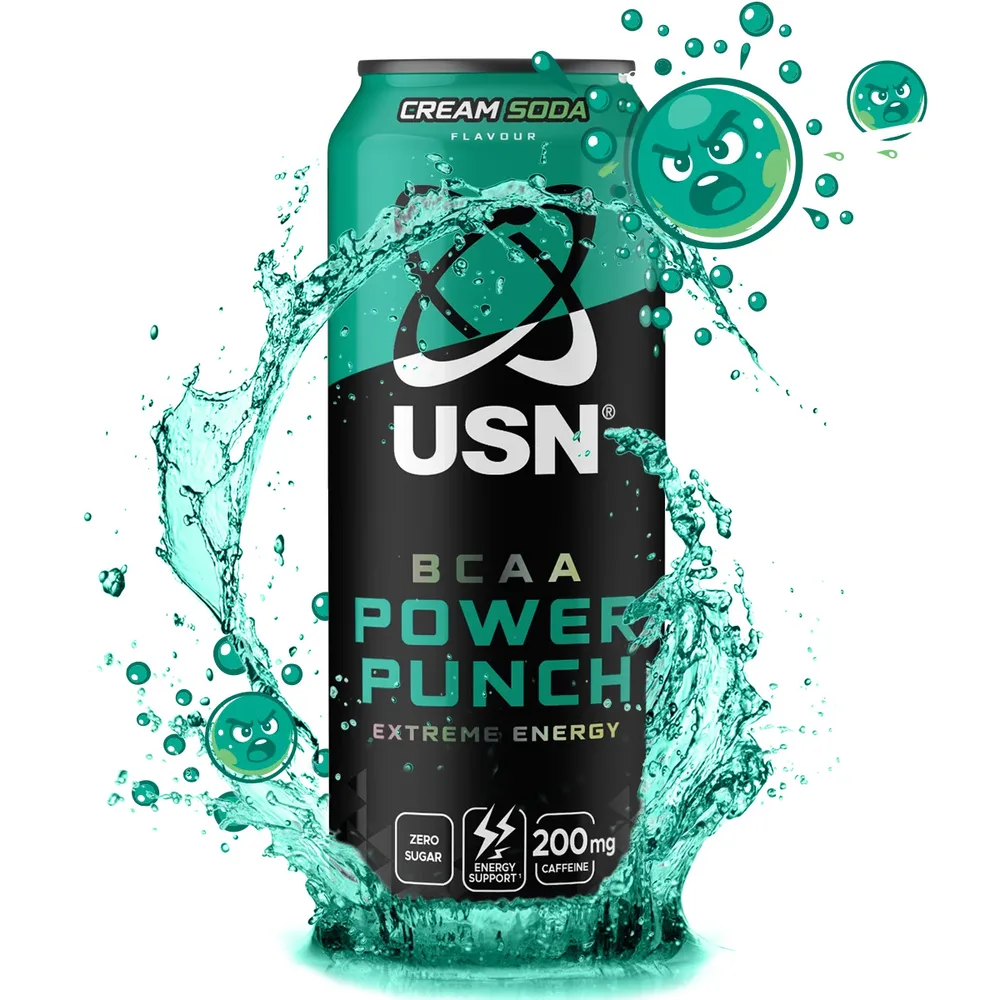 CREAM SODA
FLAVOUR
USN®
BCAA
POWER
PUNCH
EXTREME ENERGY
ZERO
SUGAR
ENERGY
SUPPORT¹
200mg
CAFFEINE